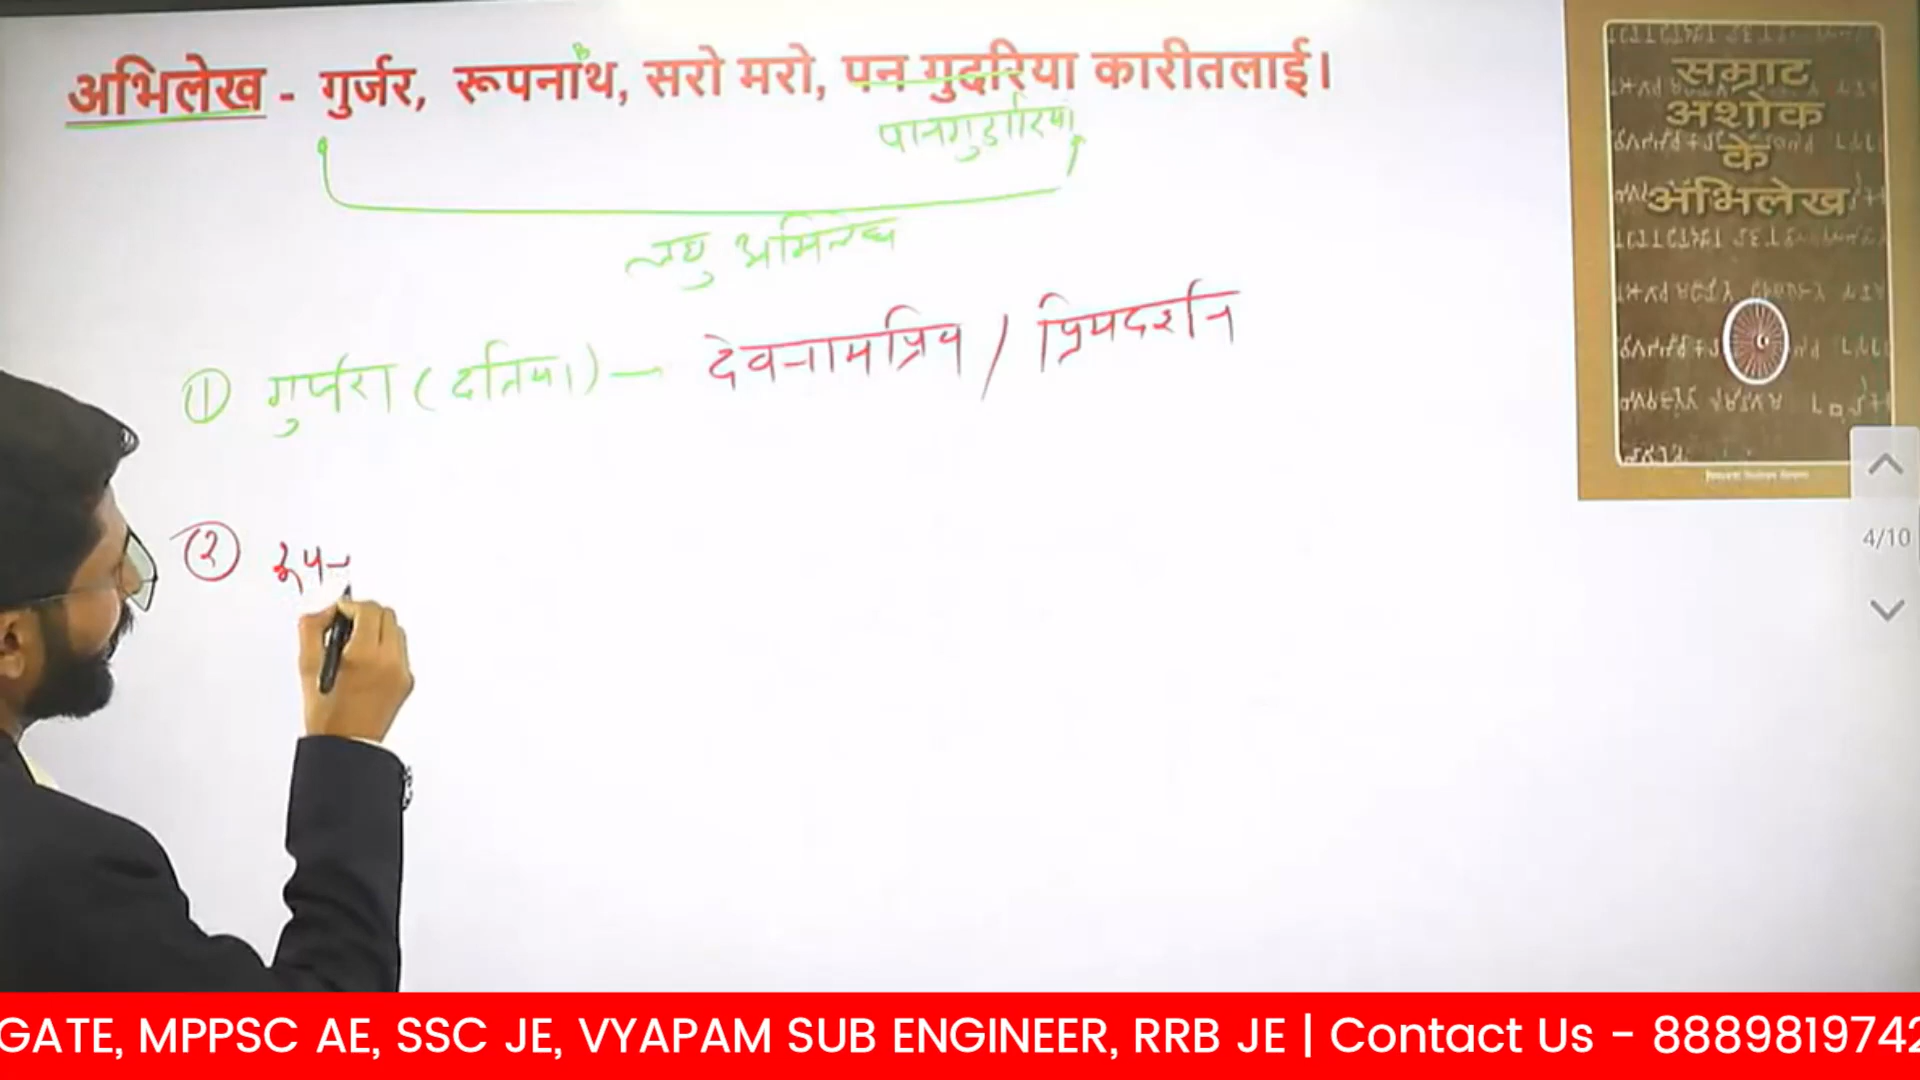 अभिलेख - गुर्जर, रूपनाथ, सरो मरो, पन गुदरिया कारीतलाई।
पानगुडारिया
लघु अभिलेख
① गुर्जरा (दतिया) — देवनामप्रिय / प्रियदर्शन
② रूप
सम्राट
अशोक
के
अभिलेख
4/10
GATE, MPPSC AE, SSC JE, VYAPAM SUB ENGINEER, RRB JE | Contact Us - 8889819742